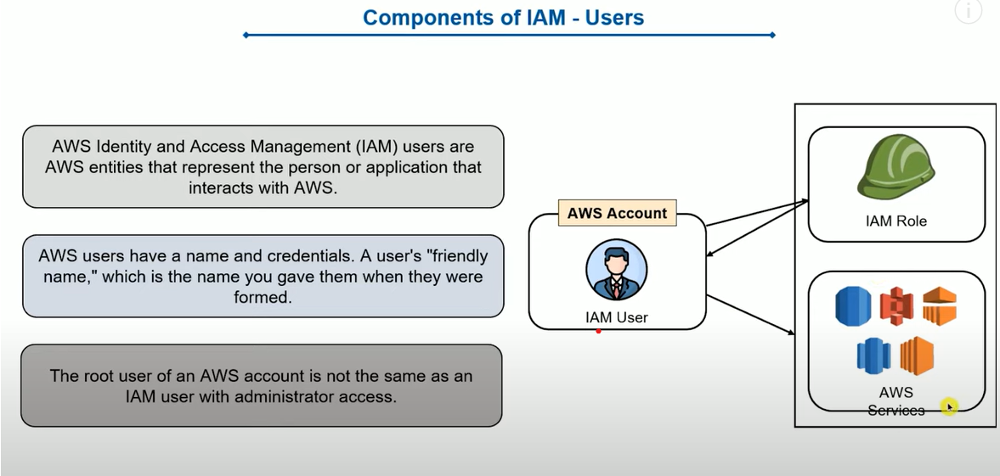 Components of IAM - Users
AWS Identity and Access Management (IAM) users are
AWS entities that represent the person or application that
interacts with AWS.
AWS users have a name and credentials. A user's "friendly
name," which is the name you gave them when they were
formed.
The root user of an AWS account is not the same as an
IAM user with administrator access.
AWS Account
IAM User
IAM Role
AWS
Services